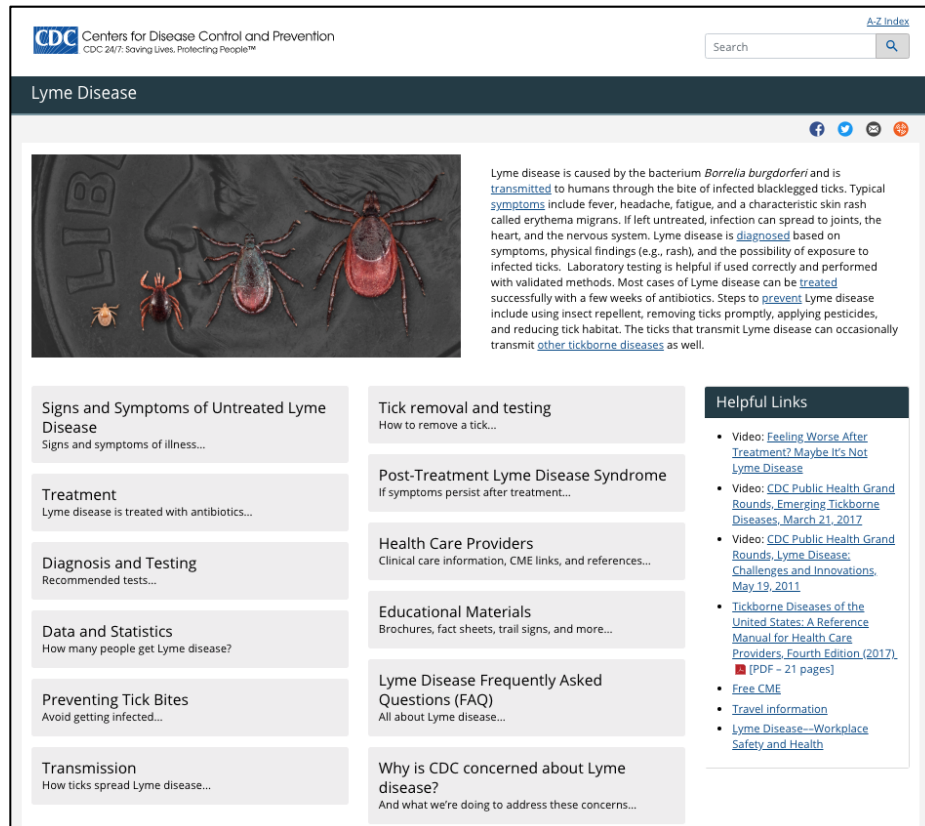 A-Z Index
CDC
Centers for Disease Control and Prevention
CDC 24/7: Saving Lives, Protecting People™
Search
Lyme Disease
LIB
Lyme disease is caused by the bacterium Borrelia burgdorferi and is
transmitted to humans through the bite of infected blacklegged ticks. Typical
symptoms include fever, headache, fatigue, and a characteristic skin rash
called erythema migrans. If left untreated, infection can spread to joints, the
heart, and the nervous system. Lyme disease is diagnosed based on
symptoms, physical findings (e.g., rash), and the possibility of exposure to
infected ticks.  Laboratory testing is helpful if used correctly and performed
with validated methods. Most cases of Lyme disease can be treated
successfully with a few weeks of antibiotics. Steps to prevent Lyme disease
include using insect repellent, removing ticks promptly, applying pesticides,
and reducing tick habitat. The ticks that transmit Lyme disease can occasionally
transmit other tickborne diseases as well.
Signs and Symptoms of Untreated Lyme
Disease
Signs and symptoms of illness...
Treatment
Lyme disease is treated with antibiotics...
Diagnosis and Testing
Recommended tests...
Data and Statistics
How many people get Lyme disease?
Preventing Tick Bites
Avoid getting infected...
Transmission
How ticks spread Lyme disease...
Tick removal and testing
How to remove a tick...
Post-Treatment Lyme Disease Syndrome
If symptoms persist after treatment...
Health Care Providers
Clinical care information, CME links, and references...
Educational Materials
Brochures, fact sheets, trail signs, and more...
Lyme Disease Frequently Asked
Questions (FAQ)
All about Lyme disease...
Why is CDC concerned about Lyme
disease?
And what we're doing to address these concerns...
Helpful Links
• Video: Feeling Worse After
Treatment? Maybe It's Not
Lyme Disease
• Video: CDC Public Health Grand
Rounds, Emerging Tickborne
Diseases, March 21, 2017
• Video: CDC Public Health Grand
Rounds, Lyme Disease:
Challenges and Innovations,
May 19, 2011
• Tickborne Diseases of the
United States: A Reference
Manual for Health Care
Providers, Fourth Edition (2017)
[PDF – 21 pages]
• Free CME
• Travel information
• Lyme Disease––Workplace
Safety and Health